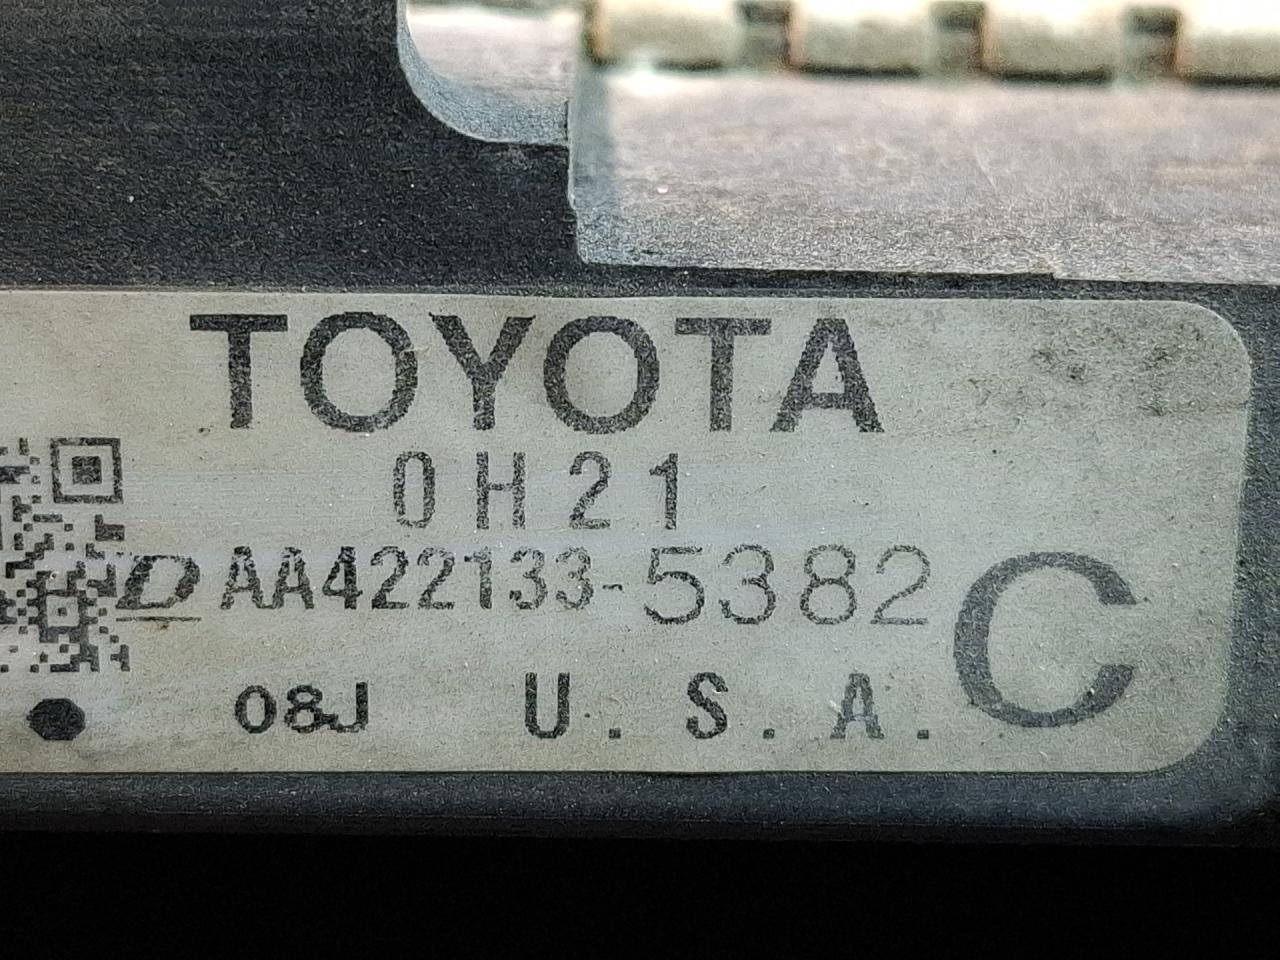 TOYOTA
0H21
D AA422133-5382 C
08J U.S.A.